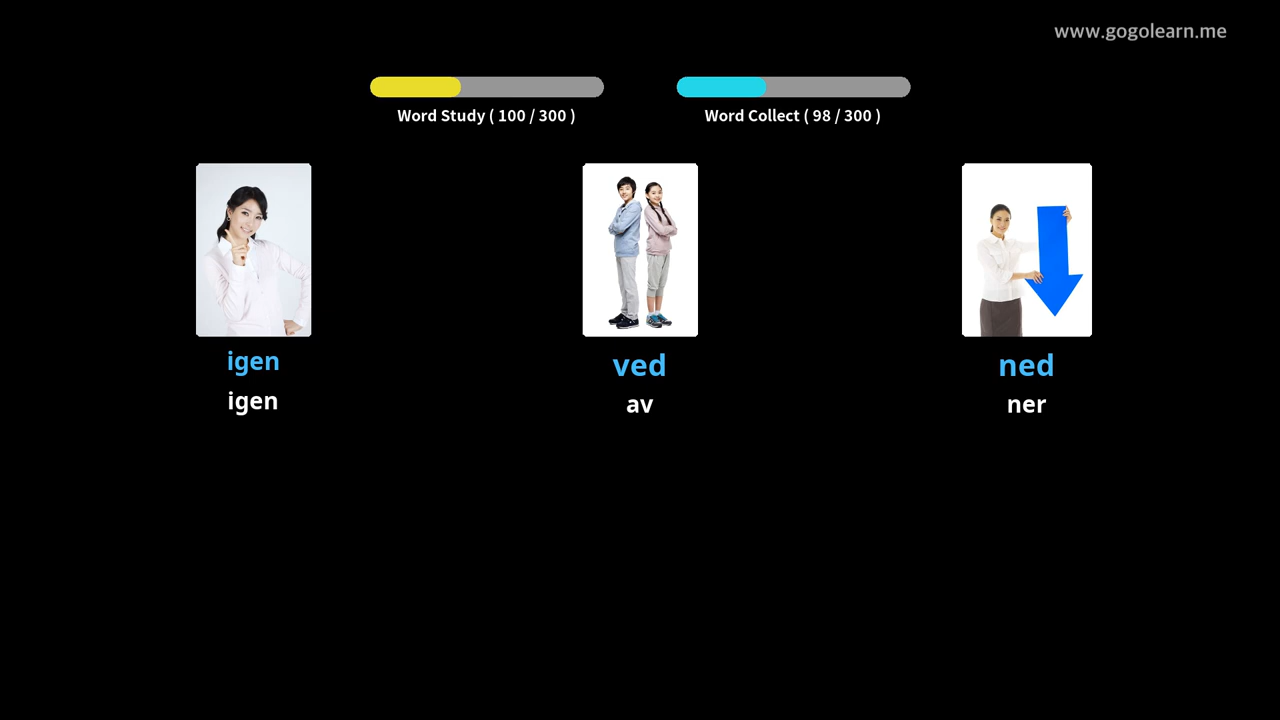 www.gogolearn.me
Word Study ( 100 / 300 )
Word Collect ( 98 / 300 )
igen
igen
ved
av
ned
ner